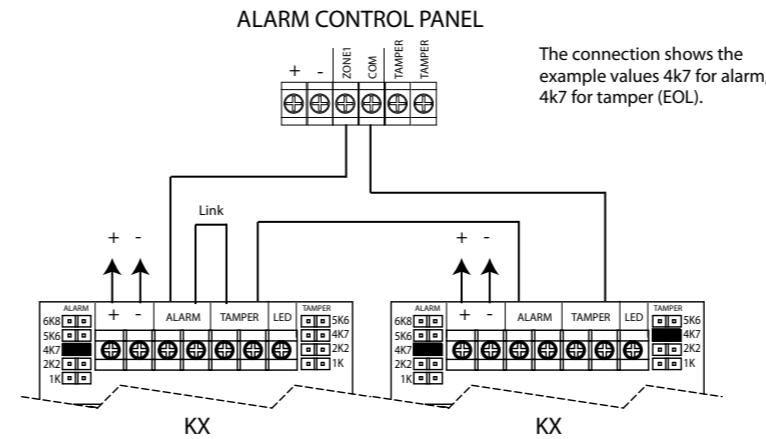 ALARM CONTROL PANEL
The connection shows the
example values 4k7 for alarm,
4k7 for tamper (EOL).
+ - ZONE1 COM TAMPER TAMPER
Link
+ -
+ -
ALARM
6K8
5K6
4K7
2K2
1K
+ - ALARM TAMPER LED
TAMPER
5K6
4K7
2K2
1K
KX
ALARM
6K8
5K6
4K7
2K2
1K
+ - ALARM TAMPER LED
TAMPER
5K6
4K7
2K2
1K
KX